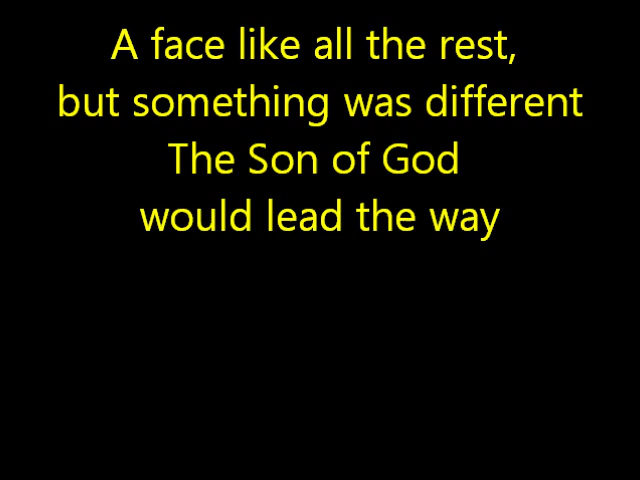 A face like all the rest,
but something was different
The Son of God
would lead the way